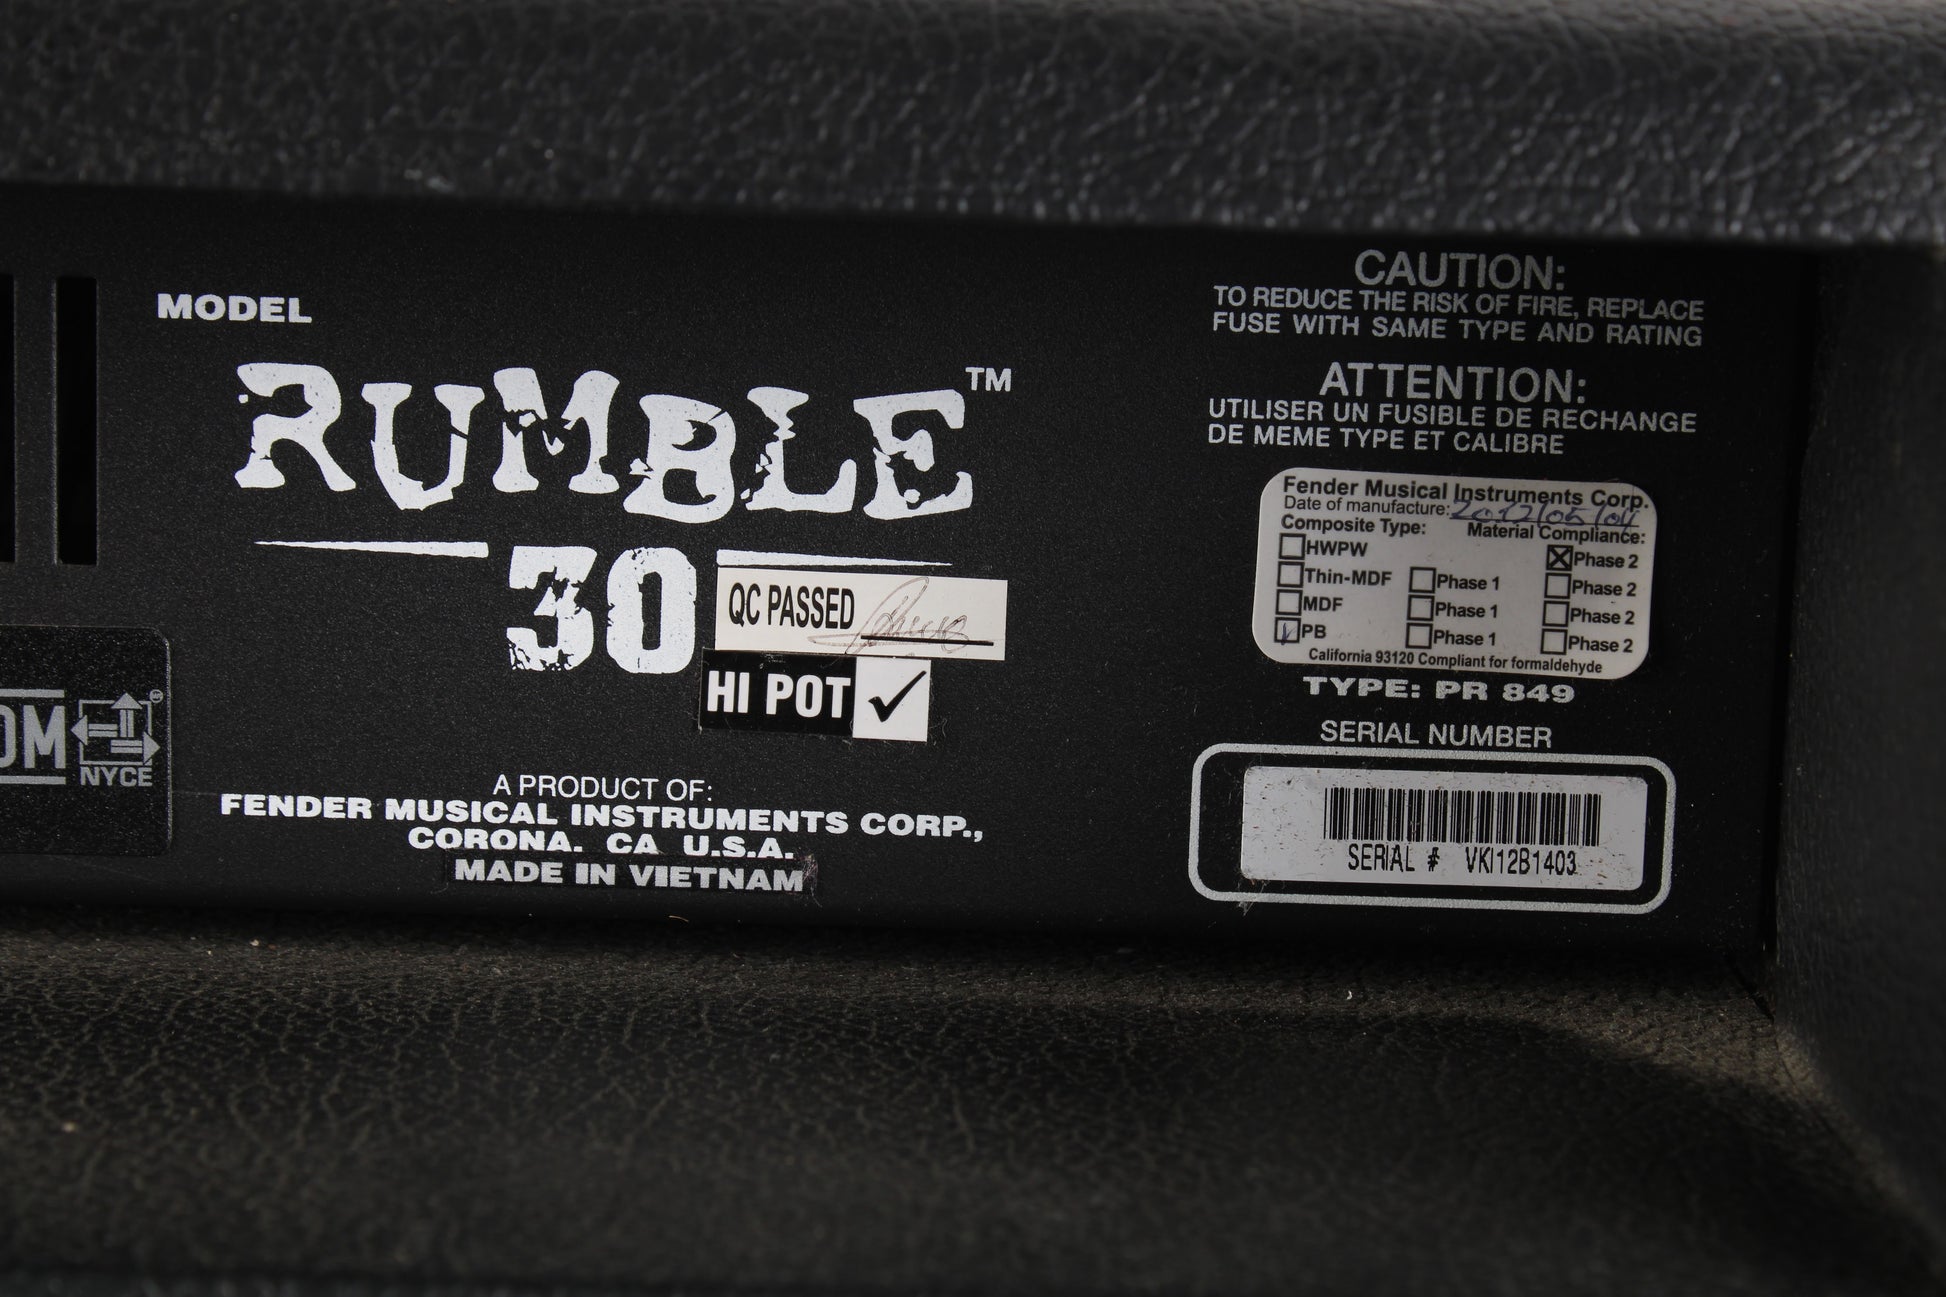 MODEL
RUMBLE™
30
QC PASSED
HI POT ✓
OM
NYCE
A PRODUCT OF:
FENDER MUSICAL INSTRUMENTS CORP.,
CORONA. CA U.S.A.
MADE IN VIETNAM
CAUTION:
TO REDUCE THE RISK OF FIRE, REPLACE
FUSE WITH SAME TYPE AND RATING
ATTENTION:
UTILISER UN FUSIBLE DE RECHANGE
DE MEME TYPE ET CALIBRE
Fender Musical Instruments Corp.
Date of manufacture: 2012/05/04
Composite Type: Material Compliance:
HWPW Phase 2
Thin-MDF Phase 1 Phase 2
MDF Phase 1 Phase 2
PB Phase 1 Phase 2
California 93120 Compliant for formaldehyde
TYPE: PR 849
SERIAL NUMBER
SERIAL # VKI12B1403